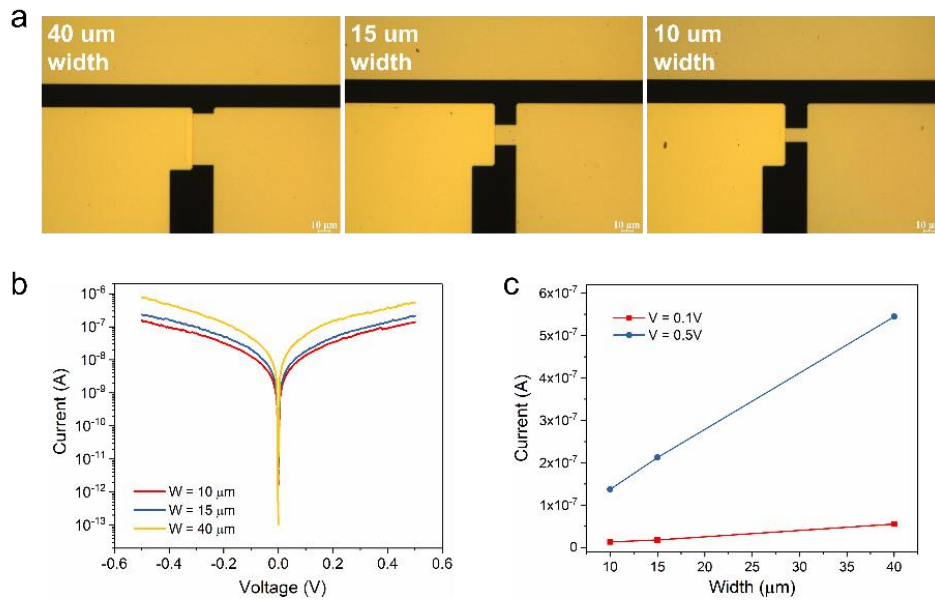 a
40 um
width
15 um
width
10 um
width
10 μm
10 μm
10 μm
b
10⁻⁶
10⁻⁷
10⁻⁸
10⁻⁹
10⁻¹⁰
10⁻¹¹
10⁻¹²
10⁻¹³
Current (A)
W = 10 μm
W = 15 μm
W = 40 μm
-0.6 -0.4 -0.2 0.0 0.2 0.4 0.6
Voltage (V)
c
6x10⁻⁷
5x10⁻⁷
4x10⁻⁷
3x10⁻⁷
2x10⁻⁷
1x10⁻⁷
0
Current (A)
V = 0.1V
V = 0.5V
10 15 20 25 30 35 40
Width (μm)